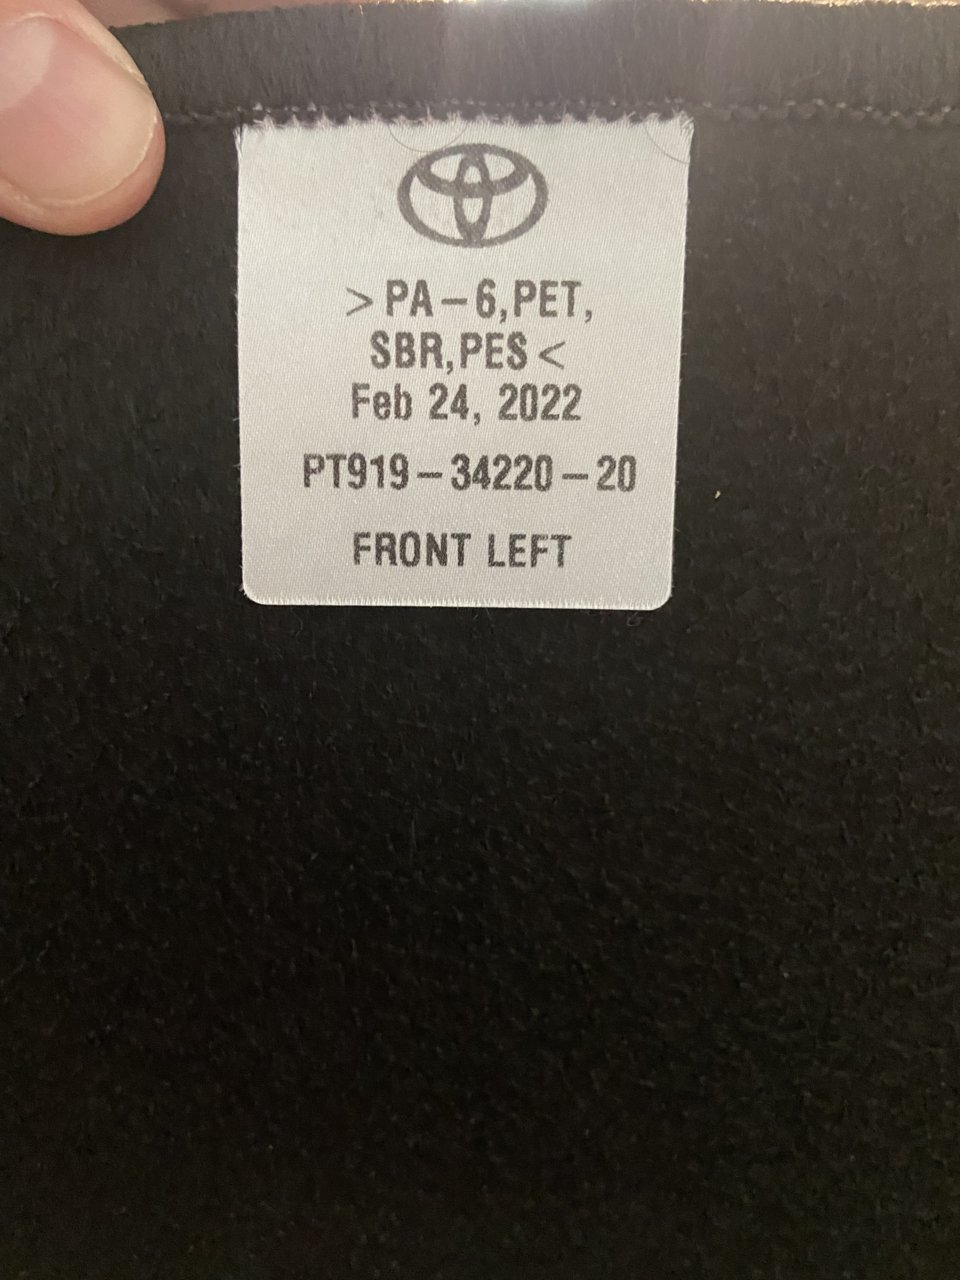 >PA-6,PET,
SBR,PES<
Feb 24, 2022
PT919-34220-20
FRONT LEFT